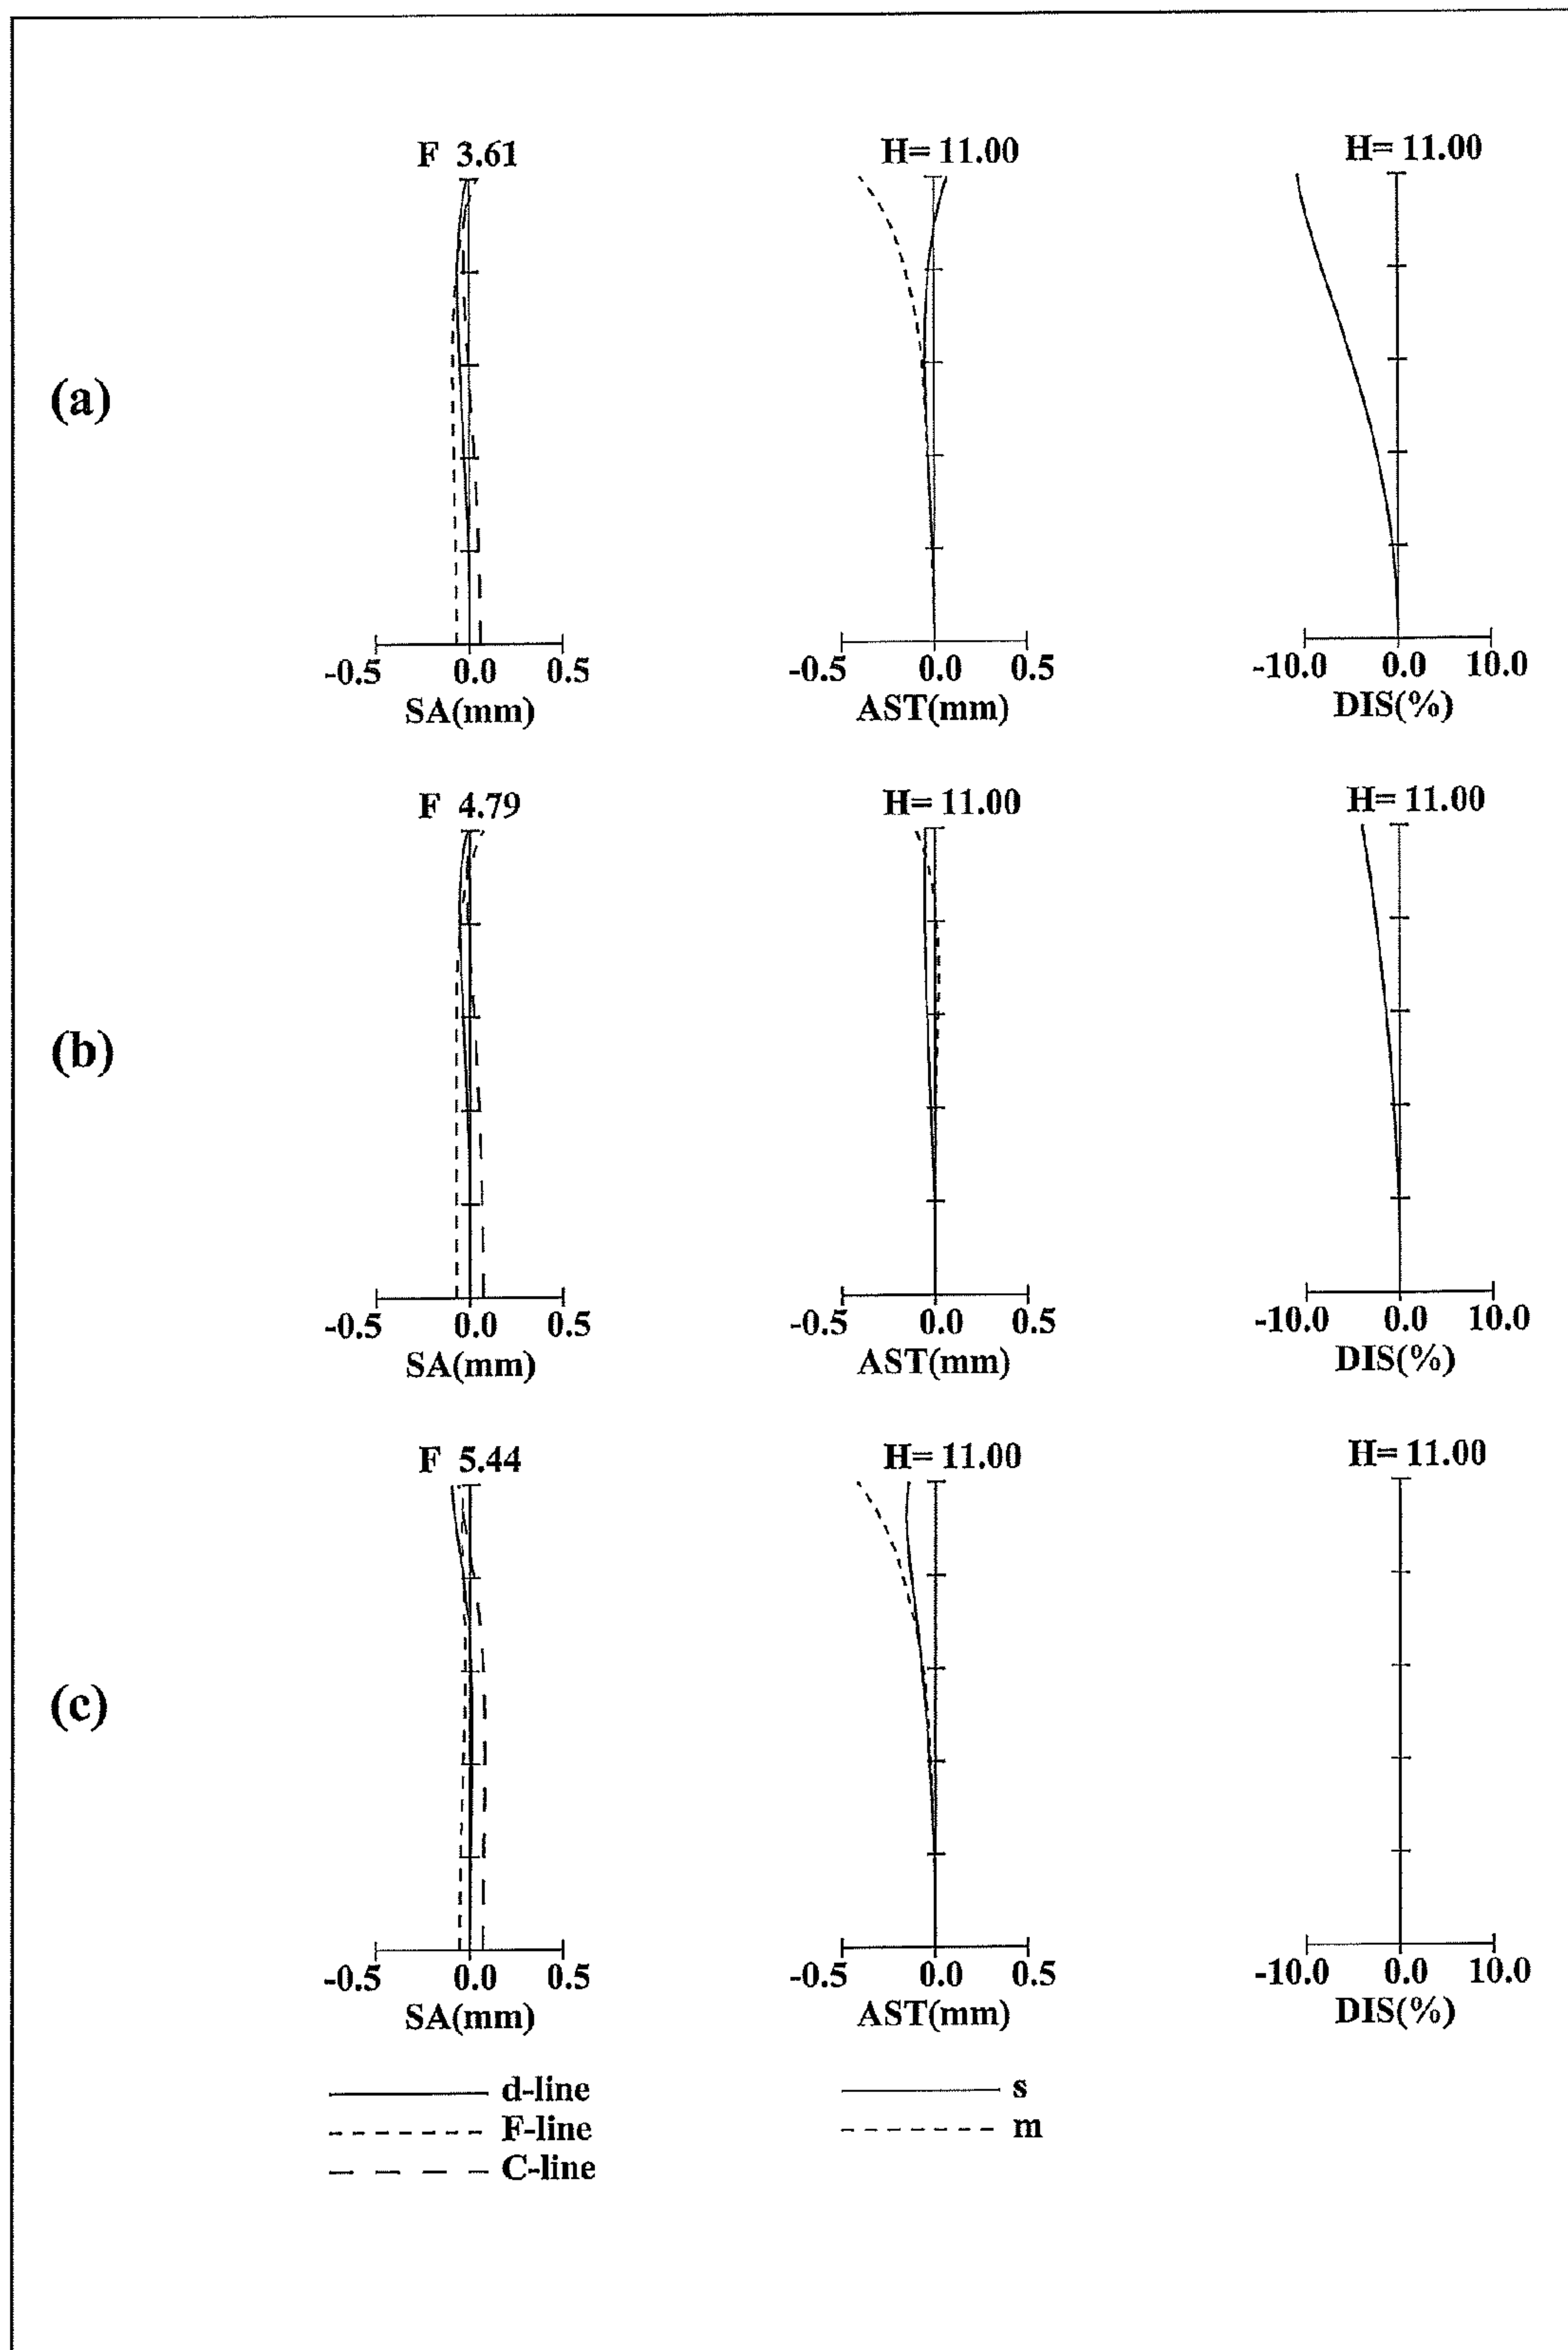 F 3.61 H= 11.00 H= 11.00
(a)
-0.5 0.0 0.5 -0.5 0.0 0.5 -10.0 0.0 10.0
SA(mm) AST(mm) DIS(%)
F 4.79 H= 11.00 H= 11.00
(b)
-0.5 0.0 0.5 -0.5 0.0 0.5 -10.0 0.0 10.0
SA(mm) AST(mm) DIS(%)
F 5.44 H= 11.00 H= 11.00
(c)
-0.5 0.0 0.5 -0.5 0.0 0.5 -10.0 0.0 10.0
SA(mm) AST(mm) DIS(%)
d-line s
F-line m
C-line